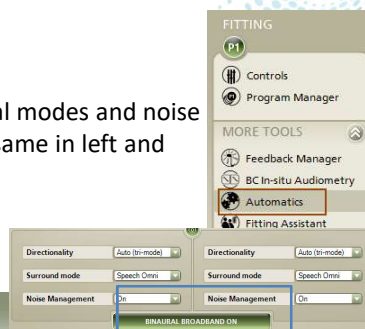 FITTING
P1
Controls
Program Manager
al modes and noise
same in left and
MORE TOOLS
Feedback Manager
BC In-situ Audiometry
Automatics
Fitting Assistant
Directionality Auto (tri-mode) Directionality Auto (tri-mode)
Surround mode Speech Omni Surround mode Speech Omni
Noise Management On Noise Management On
BINAURAL BROADBAND ON